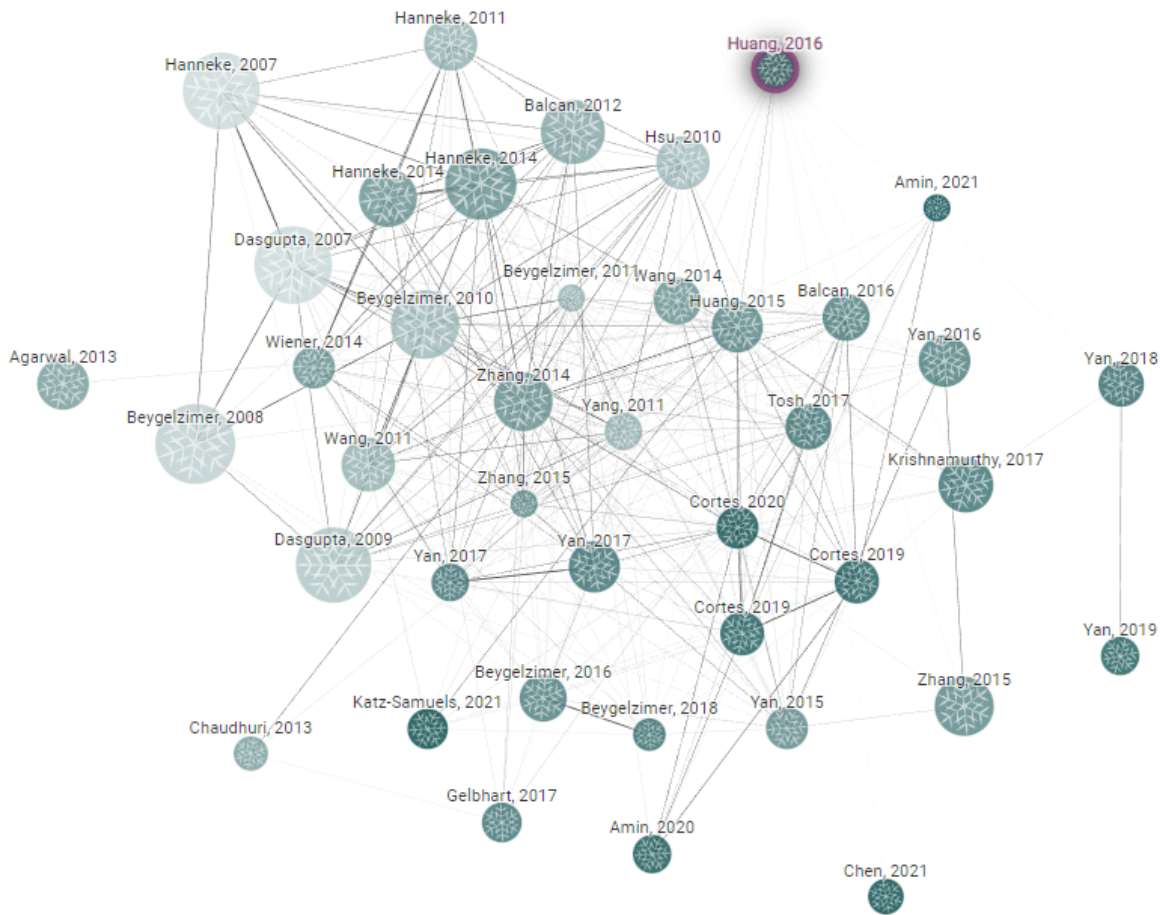 Hanneke, 2011
Huang, 2016
Hanneke, 2007
Balcan, 2012
Hsu, 2010
Hanneke, 2014
Hanneke, 2014
Amin, 2021
Dasgupta, 2007
Beygelzimer, 2011
Wang, 2014
Balcan, 2016
Beygelzimer, 2010
Huang, 2015
Yan, 2016
Wiener, 2014
Agarwal, 2013
Yan, 2018
Zhang, 2014
Yang, 2011
Tosh, 2017
Beygelzimer, 2008
Wang, 2011
Krishnamurthy, 2017
Zhang, 2015
Cortes, 2020
Dasgupta, 2009
Yan, 2017
Yan, 2017
Cortes, 2019
Cortes, 2019
Yan, 2019
Beygelzimer, 2016
Zhang, 2015
Katz-Samuels, 2021
Beygelzimer, 2018
Yan, 2015
Chaudhuri, 2013
Gelbhart, 2017
Amin, 2020
Chen, 2021